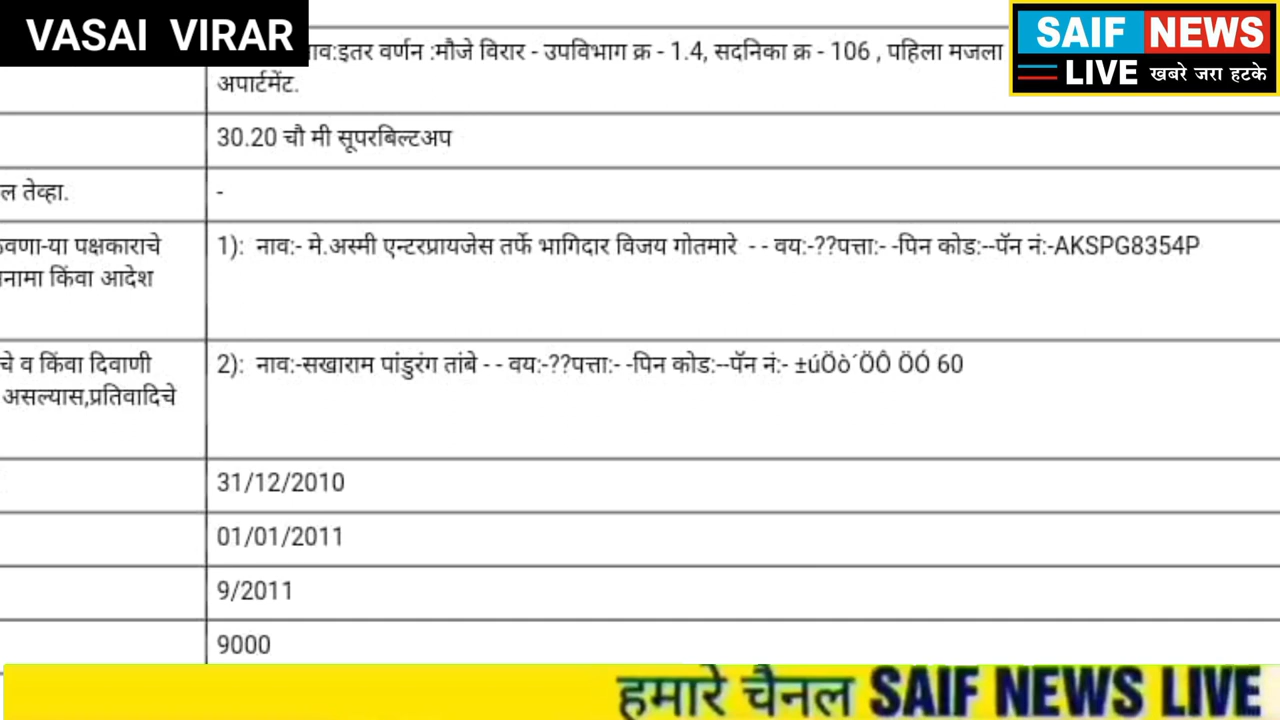 VASAI VIRAR
SAIF NEWS
LIVE खबरे जरा हटके
ाव:इतर वर्णन :मौजे विरार - उपविभाग क्र - 1.4, सदनिका क्र - 106 , पहिला मजला
अपार्टमेंट.
30.20 चौ मी सूपरबिल्टअप
ल तेव्हा. -
वणा-या पक्षकाराचे 1): नाव:- मे.अस्मी एन्टरप्रायजेस तर्फे भागिदार विजय गोतमारे - - वय:-??पत्ता:- -पिन कोड:--पॅन नं:-AKSPG8354P
नामा किंवा आदेश
चे व किंवा दिवाणी 2): नाव:-सखाराम पांडुरंग तांबे - - वय:-??पत्ता:- -पिन कोड:--पॅन नं:- ±úÖò´ÖÔ ÖÓ 60
असल्यास,प्रतिवादिचे
31/12/2010
01/01/2011
9/2011
9000
हमारे चैनल SAIF NEWS LIVE